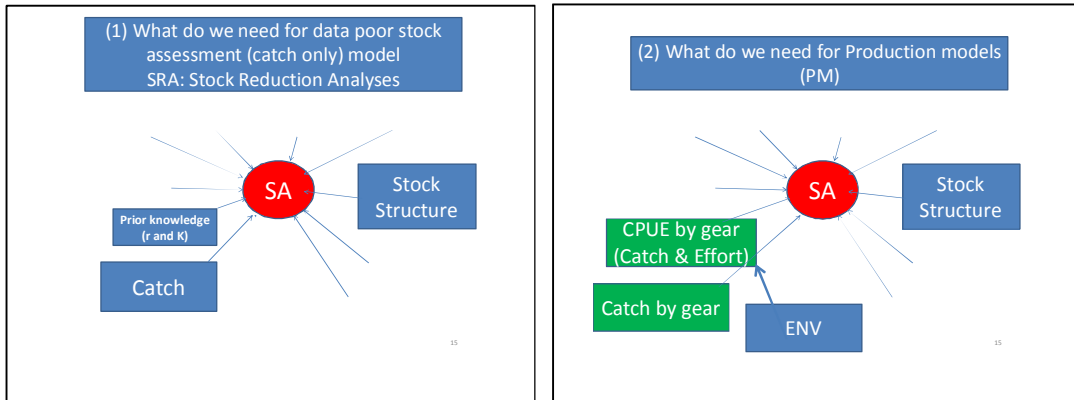 (1) What do we need for data poor stock
assessment (catch only) model
SRA: Stock Reduction Analyses
SA
Stock
Structure
Prior knowledge
(r and K)
Catch
15
(2) What do we need for Production models
(PM)
SA
Stock
Structure
CPUE by gear
(Catch & Effort)
Catch by gear
ENV
15